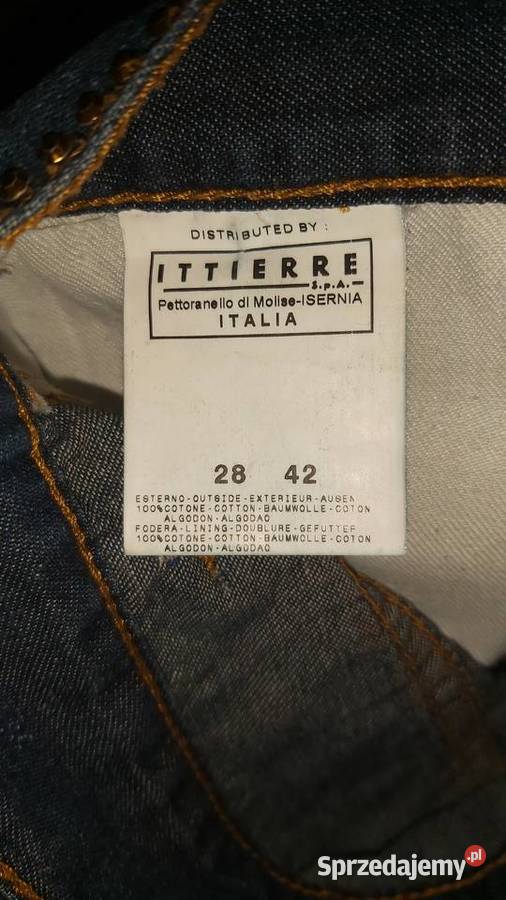 DISTRIBUTED BY :
ITTIERRE
S.p.A.
Pettoranello di Molise-ISERNIA
ITALIA
28 42
ESTERNO-OUTSIDE-EXTERIEUR-AUSEN
100%COTONE-COTTON-BAUMWOLLE-COTON
ALGODON-ALGODAO
FODERA-LINING-DOUBLURE-GEFUTTEF
100%COTONE-COTTON-BAUMWOLLE-COTON
ALGODON-ALGODAO
Sprzedajemy.pl